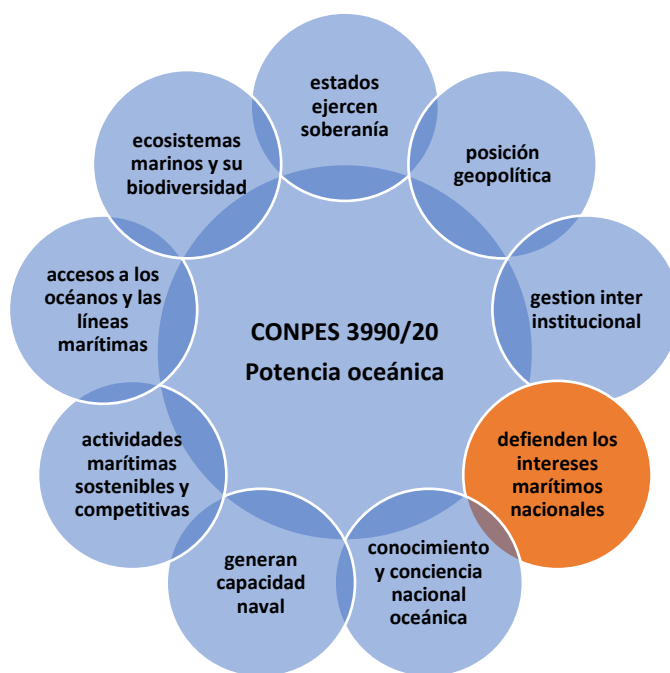 estados
ejercen
soberanía
posición
geopolítica
gestion inter
institucional
defienden los
intereses
marítimos
nacionales
conocimiento
y conciencia
nacional
oceánica
generan
capacidad
naval
actividades
marítimas
sostenibles y
competitivas
accesos a los
océanos y las
líneas
marítimas
ecosistemas
marinos y su
biodiversidad
CONPES 3990/20
Potencia oceánica